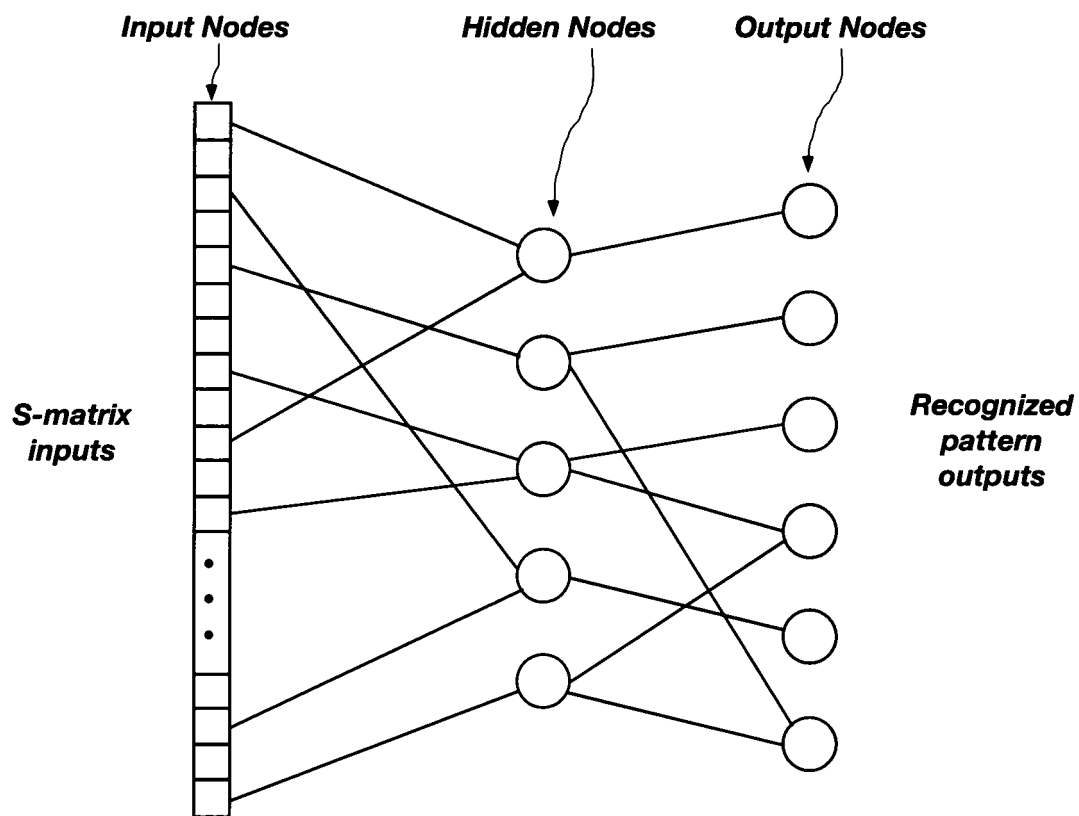 Input Nodes
Hidden Nodes
Output Nodes
S-matrix
inputs
Recognized
pattern
outputs